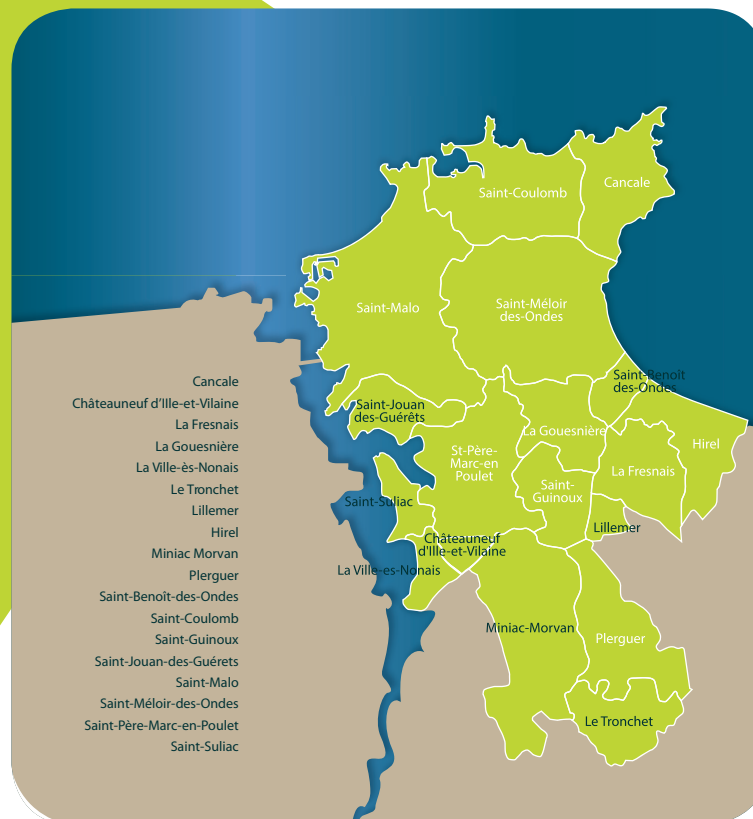 Saint-Coulomb
Cancale
Saint-Malo
Saint-Méloir
des-Ondes
Saint-Benoît
des-Ondes
Saint-Jouan
des-Guérêts
La Gouesnière
Hirel
St-Père-
Marc-en
Poulet
La Fresnais
Saint-
Guinoux
Saint-Suliac
Lillemer
Châteauneuf
d'Ille-et-Vilaine
La Ville-es-Nonais
Miniac-Morvan
Plerguer
Le Tronchet
Cancale
Châteauneuf d'Ille-et-Vilaine
La Fresnais
La Gouesnière
La Ville-ès-Nonais
Le Tronchet
Lillemer
Hirel
Miniac Morvan
Plerguer
Saint-Benoît-des-Ondes
Saint-Coulomb
Saint-Guinoux
Saint-Jouan-des-Guérets
Saint-Malo
Saint-Méloir-des-Ondes
Saint-Père-Marc-en-Poulet
Saint-Suliac